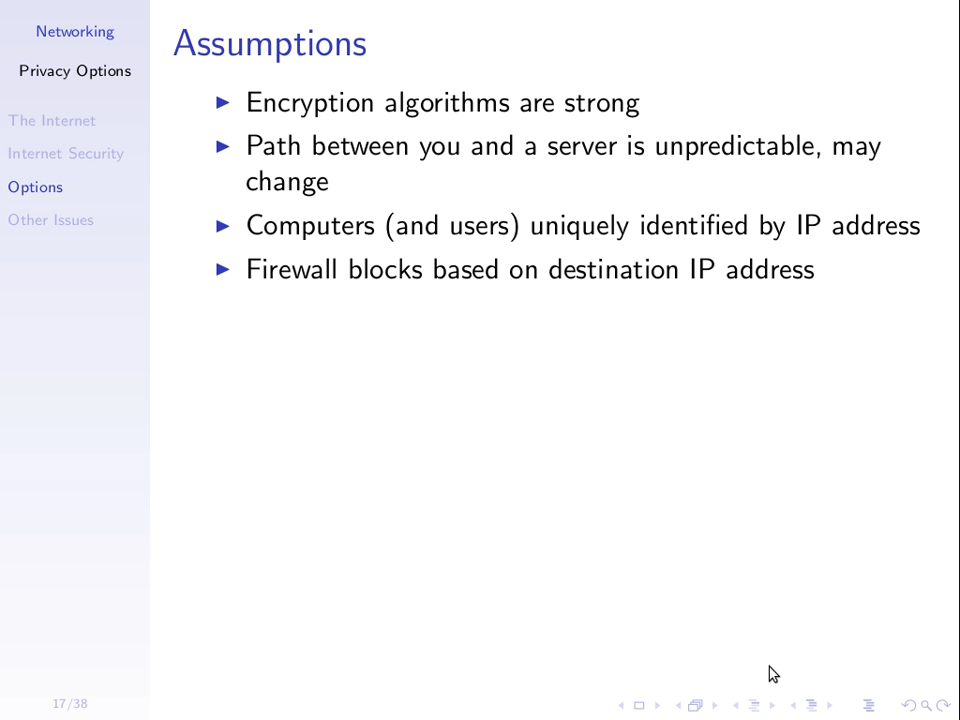 Networking
Privacy Options
The Internet
Internet Security
Options
Other Issues
17/38
Assumptions
Encryption algorithms are strong
Path between you and a server is unpredictable, may
change
Computers (and users) uniquely identified by IP address
Firewall blocks based on destination IP address